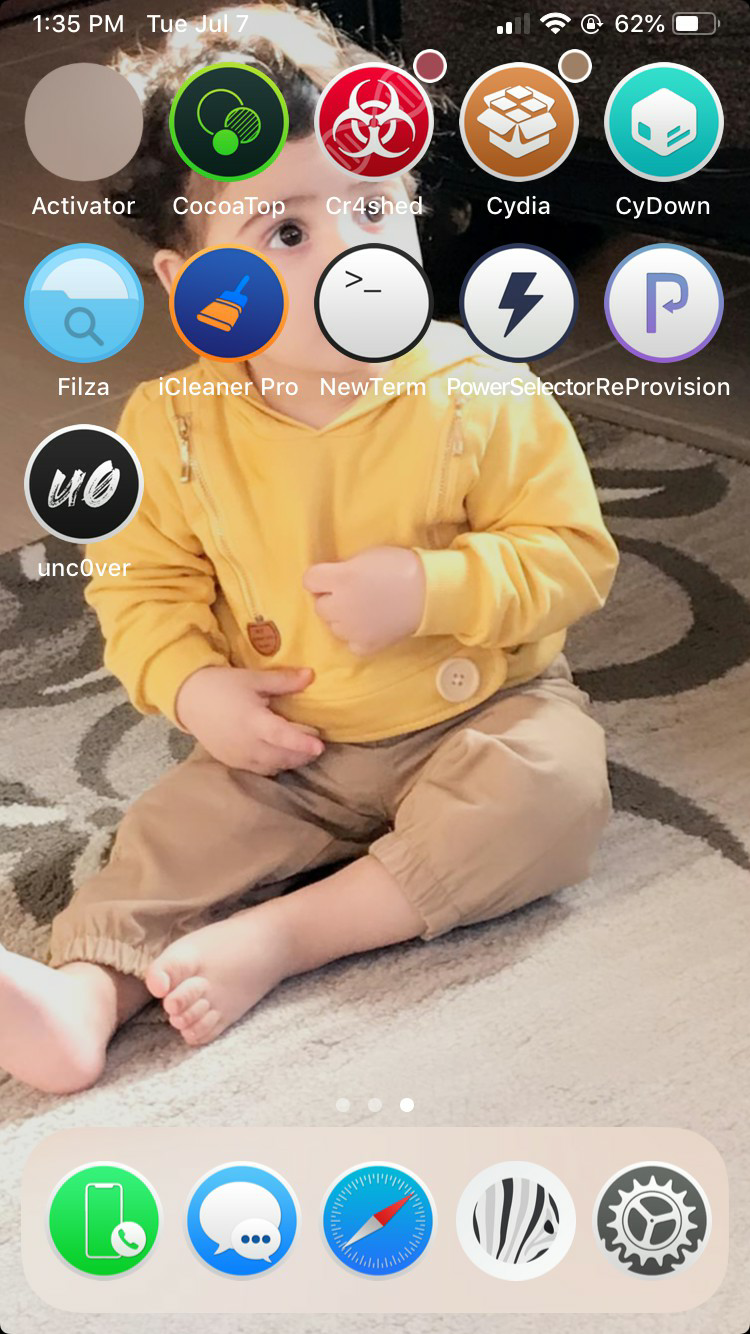 1:35 PM Tue Jul 7 62%
Activator CocoaTop Cr4shed Cydia CyDown
Filza iCleaner Pro NewTerm PowerSelector ReProvision
>_
u0
unc0ver